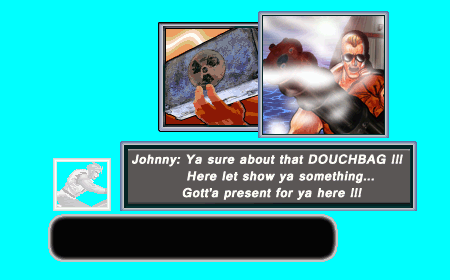 Johnny: Ya sure about that DOUCHBAG !!!
Here let show ya something...
Gott'a present for ya here !!!